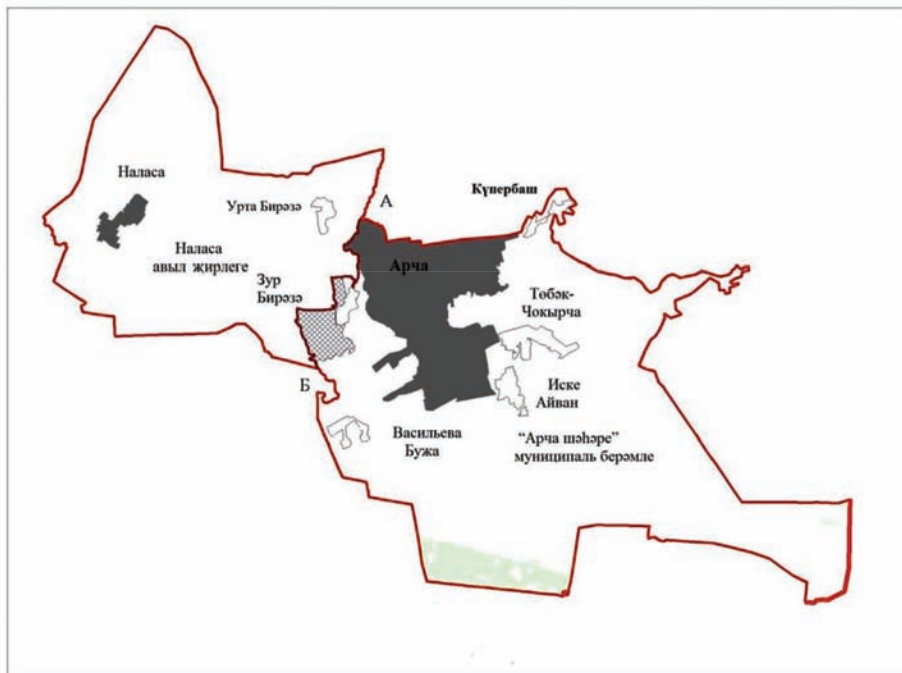 Наласа
Урта Бирәзә
А
Күпербаш
Наласа
авыл җирлеге
Зур
Бирәзә
Арча
Төбәк-
Чокырча
Б
Иске
Айван
Васильева
Бужа
“Арча шәһәре”
муниципаль берәмле